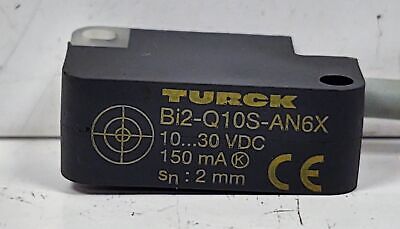 TURCK
Bi2-Q10S-AN6X
10...30 VDC
150 mA Ⓚ
sn : 2 mm
CE